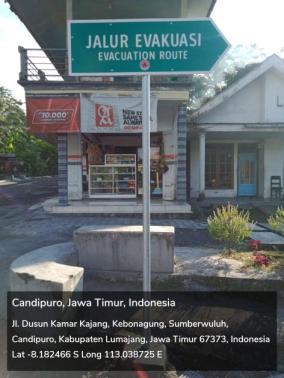 JALUR EVAKUASI
EVACUATION ROUTE
"10.000"
NEW
Candipuro, Jawa Timur, Indonesia
Jl. Dusun Kamar Kajang, Kebonagung, Sumberwuluh,
Candipuro, Kabupaten Lumajang, Jawa Timur 67373, Indonesia
Lat -8.182466 S Long 113.038725 E